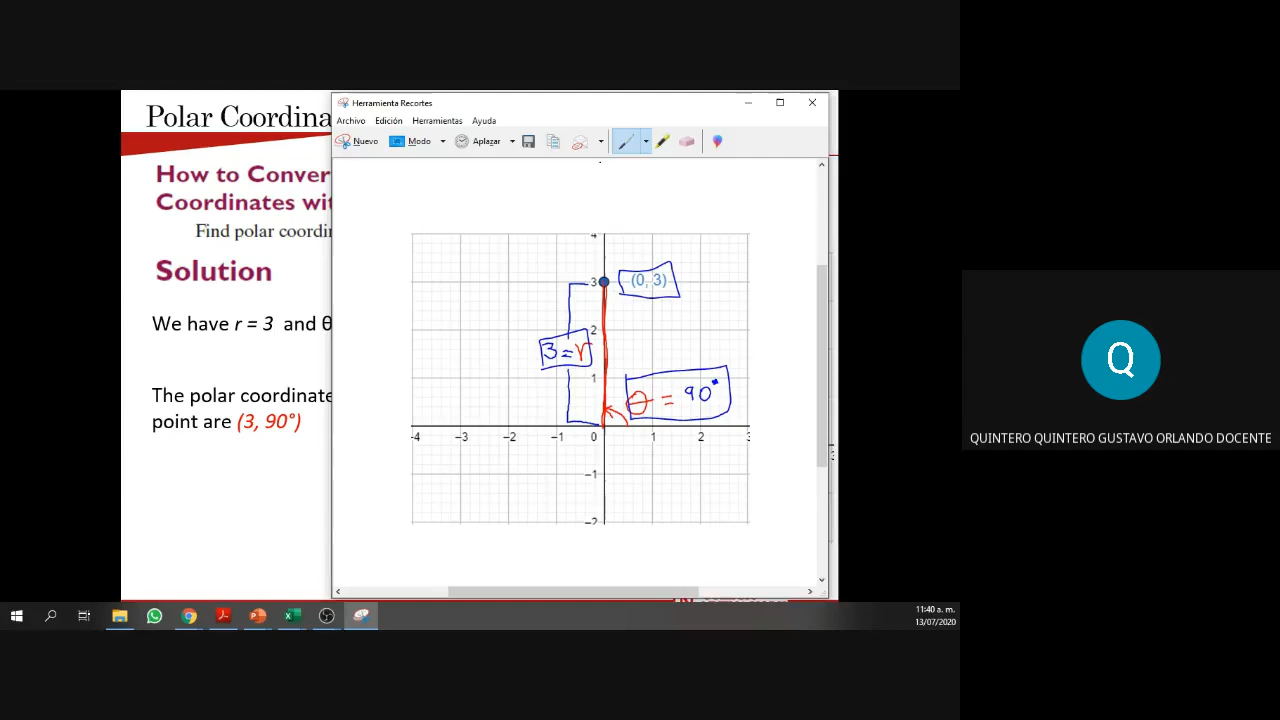 Polar Coordina
How to Conver
Coordinates wit
Find polar coordin
Solution
We have r = 3 and θ
The polar coordinate
point are (3, 90°)
Herramienta Recortes
Archivo Edición Herramientas Ayuda
Nuevo Modo Aplazar
4
3 (0, 3)
2
3 = r
1
θ = 90°
-4 -3 -2 -1 0 1 2 3
-1
-2
Q
QUINTERO QUINTERO GUSTAVO ORLANDO DOCENTE
11:40 a. m.
13/07/2020